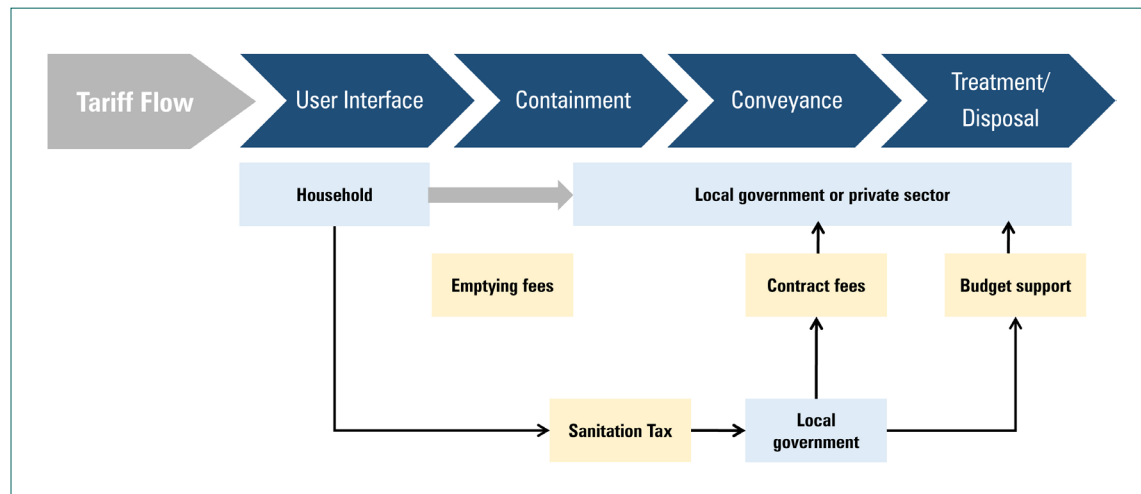 Tariff Flow
User Interface
Containment
Conveyance
Treatment/
Disposal
Household
Local government or private sector
Emptying fees
Contract fees
Budget support
Sanitation Tax
Local
government